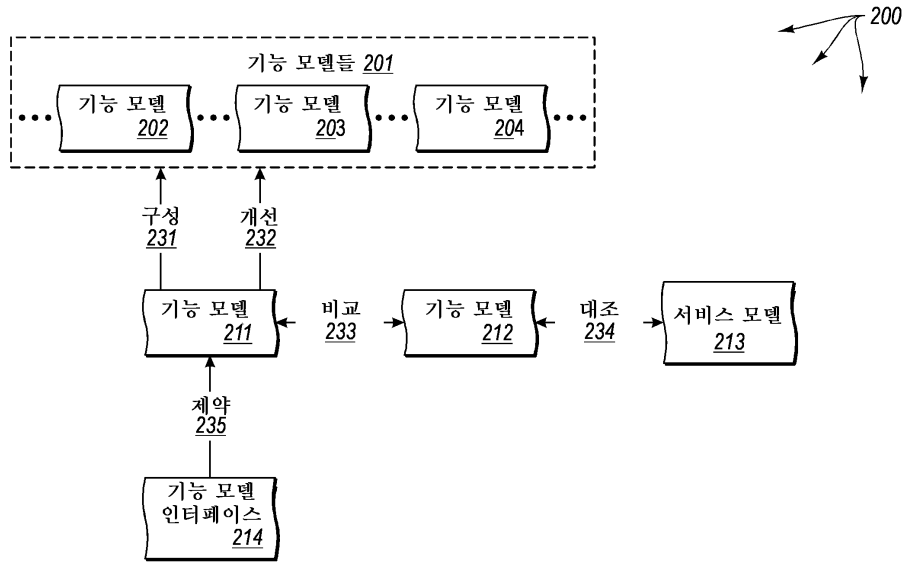 200
기능 모델들 201
••• 기능 모델 ••• 기능 모델 ••• 기능 모델 •••
202 203 204
구성 개선
231 232
기능 모델 비교 기능 모델 대조 서비스 모델
211 233 212 234 213
제약
235
기능 모델
인터페이스
214